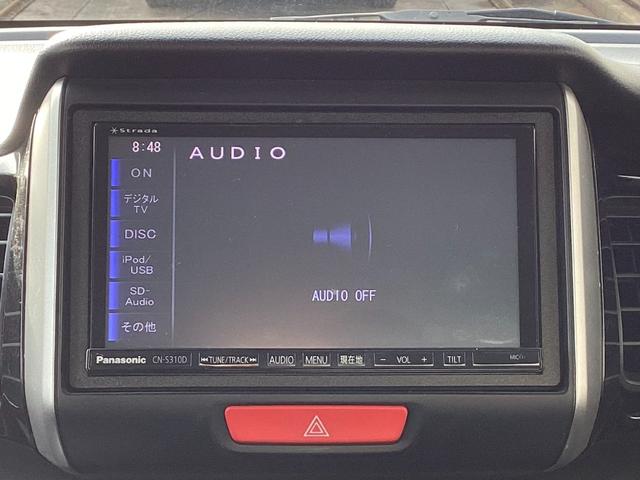 Strada
8:48
AUDIO
ON
デジタル
TV
DISC
iPod/
USB
SD-
Audio
その他
AUDIO OFF
Panasonic CN-S310D TUNE/TRACK AUDIO MENU 現在地 − VOL + TILT MIC